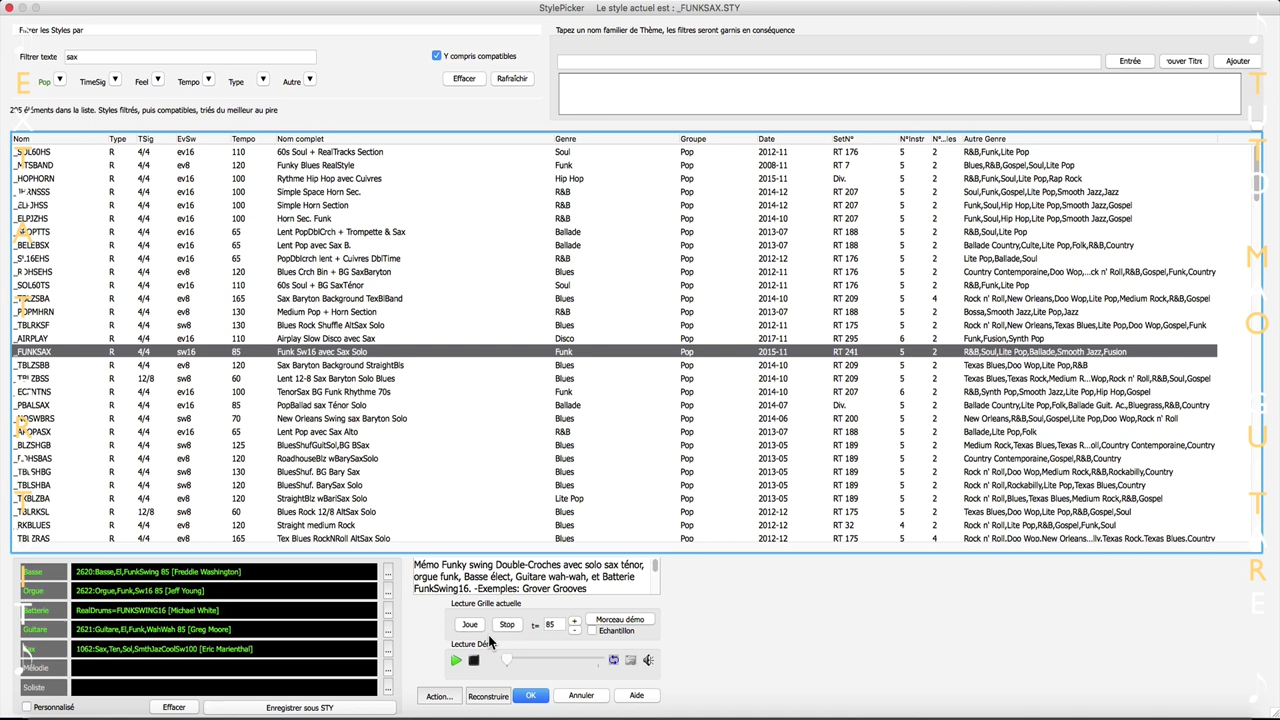 StylePicker Le style actuel est : _FUNKSAX.STY
Filtrer les Styles par
Tapez un nom familier de Thème, les filtres seront garnis en conséquence
Filtrer texte sax
Y compris compatibles
Entrée
Ajouter
Pop TimeSig Feel Tempo Type Autre
Effacer Rafraîchir
éléments dans la liste. Styles filtrés, puis compatibles, triés du meilleur au pire
Nom Type TSig EvSw Tempo Nom complet Genre Groupe Date SetN° N°Instr N°...les Autre Genre
_SOL60HS R 4/4 ev16 110 60s Soul + RealTracks Section Soul Pop 2012-11 RT 176 5 2 R&B,Funk,Lite Pop
_MTSBAND R 4/4 ev8 120 Funky Blues RealStyle Funk Pop 2008-11 RT 7 5 2 Blues,R&B,Gospel,Soul,Lite Pop
_HOPHORN R 4/4 ev16 100 Rythme Hip Hop avec Cuivres Hip Hop Pop 2015-11 Div. 5 2 R&B,Funk,Soul,Lite Pop,Rap Rock
R 4/4 ev16 100 Simple Space Horn Sec. R&B Pop 2014-12 RT 207 5 2 Soul,Funk,Gospel,Lite Pop,Smooth Jazz,Jazz
R 4/4 ev16 110 Simple Horn Section R&B Pop 2014-12 RT 207 5 2 Funk,Soul,Hip Hop,Lite Pop,Smooth Jazz,Gospel
_ELPJZHS R 4/4 ev16 100 Horn Sec. Funk R&B Pop 2014-10 RT 207 5 2 Funk,Soul,Hip Hop,Lite Pop,Smooth Jazz,Gospel
R 4/4 ev16 65 Lent PopDblCrch + Trompette & Sax Ballade Pop 2013-07 RT 188 5 2 R&B,Soul,Lite Pop
_BELEBSX R 4/4 ev16 65 Lent Pop avec Sax B. Ballade Pop 2013-07 RT 188 5 2 Ballade Country,Culte,Lite Pop,Folk,R&B,Country
R 4/4 ev16 65 PopDblcrch lent + Cuivres DblTime R&B Pop 2013-05 RT 188 5 2 Lite Pop,Ballade,Soul
R 4/4 ev8 120 Blues Crch Bin + BG SaxBaryton Blues Pop 2012-11 RT 176 5 2 Country Contemporaine,Doo Wop,...ck n' Roll,R&B,Gospel,Funk,Country
_SOL60TS R 4/4 ev16 110 60s Soul + BG SaxTénor Soul Pop 2012-11 RT 176 5 2 R&B,Funk,Lite Pop
R 4/4 ev8 165 Sax Baryton Background TexBlBand Blues Pop 2014-10 RT 209 5 4 Rock n' Roll,New Orleans,Doo Wop,Lite Pop,Medium Rock,R&B,Gospel
_POPMHRN R 4/4 ev8 130 Medium Pop + Horn Section R&B Pop 2014-08 RT 207 5 2 Bossa,Smooth Jazz,Lite Pop,Jazz
_TBLRKSF R 4/4 sw8 130 Blues Rock Shuffle AltSax Solo Blues Pop 2012-11 RT 175 5 2 Rock n' Roll,New Orleans,Texas Blues,Doo Wop,Lite Pop,Gospel,Funk
_AIRPLAY R 4/4 ev16 110 Airplay Slow Disco avec Sax Disco Pop 2017-11 RT 295 6 2 Funk,Fusion,Synth Pop
_FUNKSAX R 4/4 sw16 85 Funk Sw16 avec Sax Solo Funk Pop 2015-11 RT 241 5 2 R&B,Soul,Lite Pop,Ballade,Smooth Jazz,Fusion
_TBLZSBB R 4/4 sw8 120 Sax Baryton Background StraightBls Blues Pop 2014-10 RT 209 5 2 Texas Blues,Doo Wop,Lite Pop,R&B
R 12/8 sw8 60 Lent 12-8 Sax Baryton Solo Blues Blues Pop 2014-10 RT 209 5 2 Texas Blues,Texas Rock,Medium R...Wop,Rock n' Roll,R&B,Soul,Gospel
R 4/4 ev16 110 TenorSax BG Funk Rhythme 70s Funk Pop 2014-10 RT 208 6 2 R&B,Synth Pop,Smooth Jazz,Lite Pop,Hip Hop,Gospel
_PBALSAX R 4/4 ev16 85 PopBallad sax Ténor Solo Ballade Pop 2014-07 Div. 5 2 Ballade Country,Lite Pop,Folk,Ballade Guit. Ac.,Bluegrass,R&B,Country
R 4/4 sw8 70 New Orleans Swing sax Baryton Solo Blues Pop 2014-06 RT 200 5 2 New Orleans,R&B,Soul,Gospel,Doo Wop,Rock n' Roll
R 4/4 ev16 60 Lent Pop avec Sax Alto R&B Pop 2013-07 RT 188 5 2 Ballade,Lite Pop,Folk
_BLZSHGB R 4/4 sw8 125 BluesShufGuitSol,BG BSax Blues Pop 2013-05 RT 189 5 2 Medium Rock,Texas Blues,Texas R...oll,Country Contemporaine,Country
R 4/4 ev8 120 RoadhouseBlz wBarySaxSolo Blues Pop 2013-05 RT 189 5 2 Country Contemporaine,Gospel,R&B,Country
_TBLSHBG R 4/4 sw8 130 BluesShuf. BG Bary Sax Blues Pop 2013-05 RT 189 5 2 Rock n' Roll,Doo Wop,Medium Rock,R&B,Rockabilly,Country
_TBLSHBA R 4/4 sw8 120 BluesShuf. BarySax Solo Blues Pop 2013-05 RT 189 5 2 Rock n' Roll,Rockabilly,Lite Pop,Texas Blues,Doo Wop,R&B
R 4/4 ev8 120 StraightBlz wBariSax Solo Lite Pop Pop 2013-05 RT 189 5 2 Rock n' Roll,Blues,Texas Blues,Medium Rock,R&B,Gospel
_TBLRKSL R 12/8 sw8 60 Blues Rock 12/8 AltSax Solo Blues Pop 2012-12 RT 175 5 2 Rock n' Roll,Doo Wop,Texas Blues,Lite Pop,Gospel,Soul
_RKBLUES R 4/4 ev8 120 Straight medium Rock Blues Pop 2012-12 RT 32 4 2 Rock n' Roll,Lite Pop,R&B,Gospel,Funk,Soul
R 4/4 ev8 165 Tex Blues RockNRoll AltSax Solo Blues Pop 2012-11 RT 175 5 4 Rock n' Roll,Doo Wop,New Orleans...ly,Texas Rock,Texas Blues,Country
Basse 2620:Basse,El,FunkSwing 85 [Freddie Washington]
Orgue 2622:Orgue,Funk,Sw16 85 [Jeff Young]
Batterie RealDrums=FUNKSWING16 [Michael White]
Guitare 2621:Guitare,El,Funk,WahWah 85 [Greg Moore]
Sax 1062:Sax,Ten,Sol,SmthJazCoolSw100 [Eric Marienthal]
Mélodie
Soliste
Personnalisé Effacer Enregistrer sous STY
Mémo Funky swing Double-Croches avec solo sax ténor,
orgue funk, Basse élect, Guitare wah-wah, et Batterie
FunkSwing16. -Exemples: Grover Grooves
Lecture Grille actuelle
Joue Stop t= 85 + - Morceau démo
Echantillon
Lecture
Action... Reconstruire OK Annuler Aide